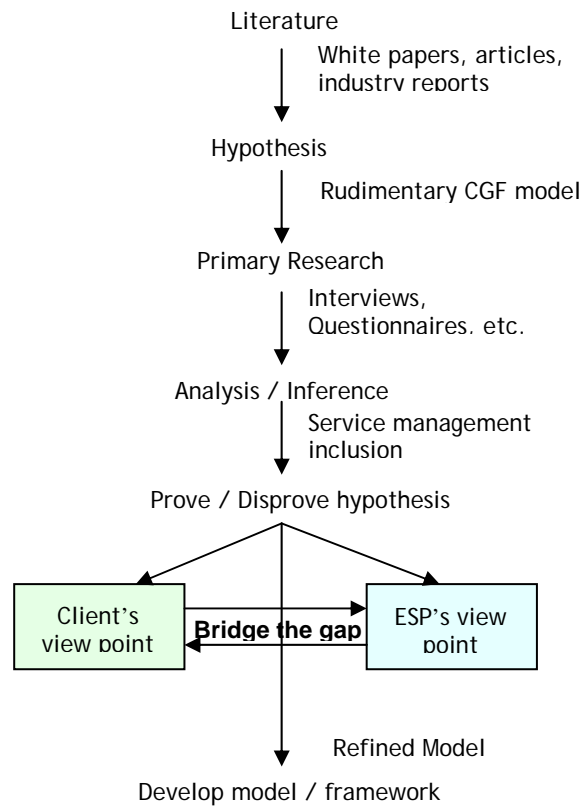 Literature
White papers, articles,
industry reports
Hypothesis
Rudimentary CGF model
Primary Research
Interviews,
Questionnaires, etc.
Analysis / Inference
Service management
inclusion
Prove / Disprove hypothesis
Client's
view point
Bridge the gap
ESP's view
point
Refined Model
Develop model / framework